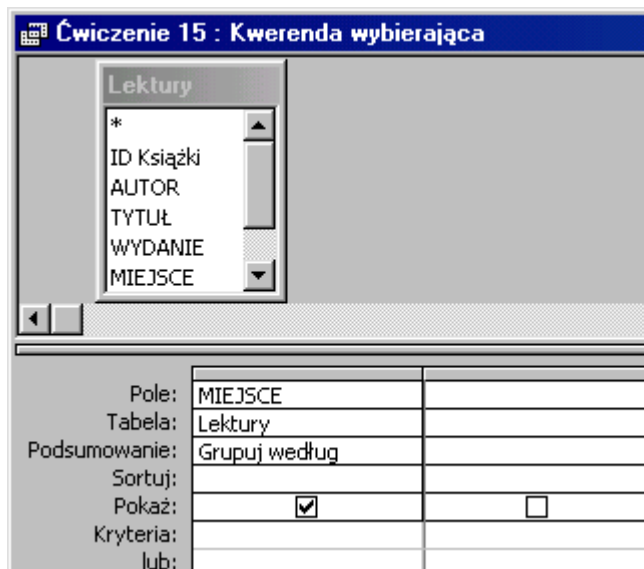 Ćwiczenie 15 : Kwerenda wybierająca
Lektury
*
ID Książki
AUTOR
TYTUŁ
WYDANIE
MIEJSCE
Pole: MIEJSCE
Tabela: Lektury
Podsumowanie: Grupuj według
Sortuj:
Pokaż:
Kryteria:
lub: